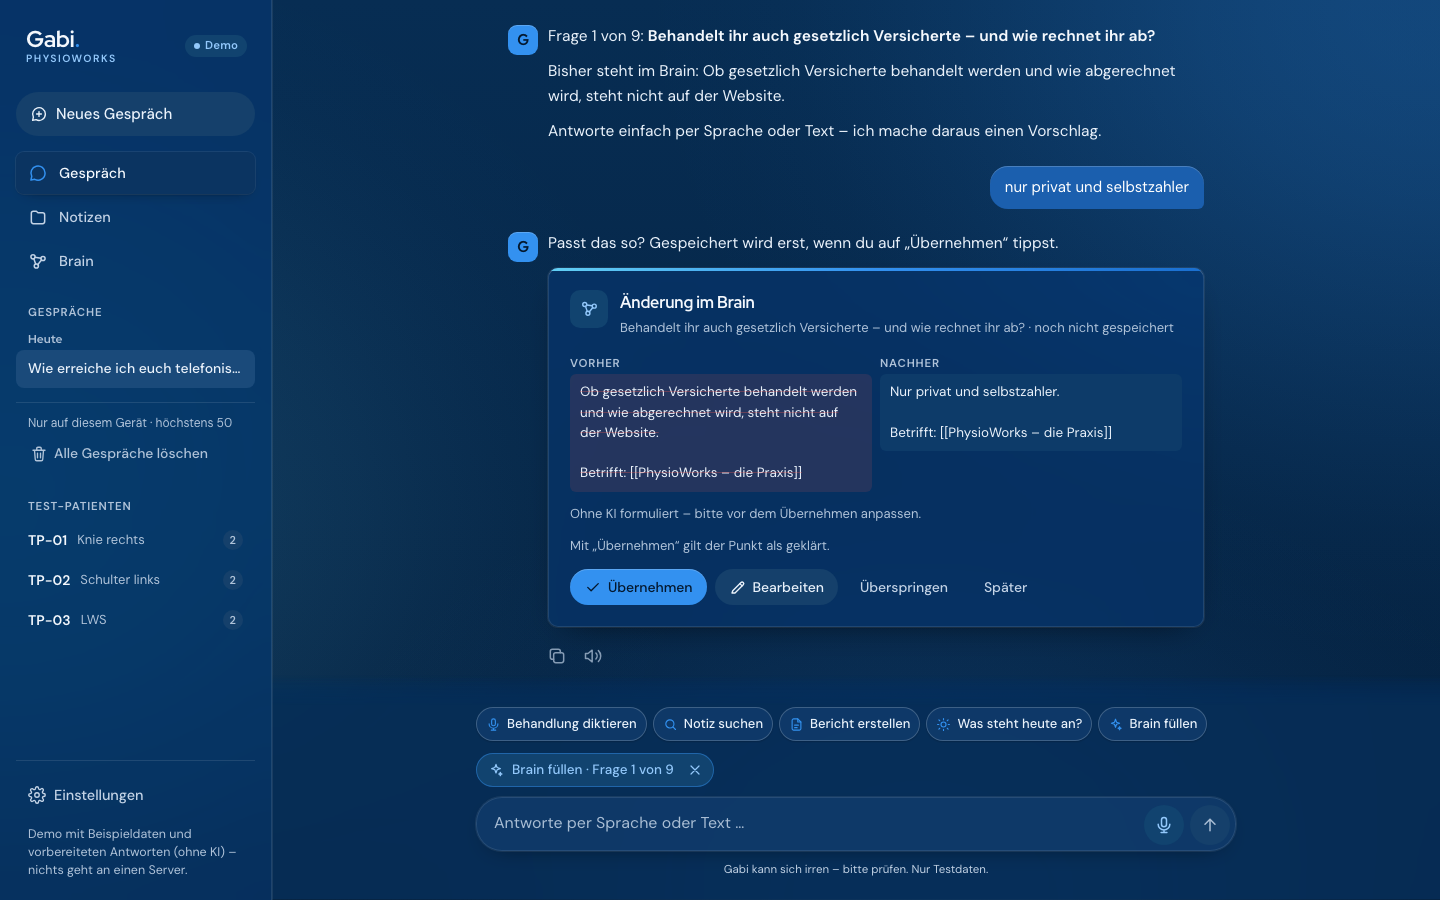 Gabi.
PHYSIOWORKS
Demo
Neues Gespräch
Gespräch
Notizen
Brain
GESPRÄCHE
Heute
Wie erreiche ich euch telefonis...
Nur auf diesem Gerät · höchstens 50
Alle Gespräche löschen
TEST-PATIENTEN
TP-01 Knie rechts 2
TP-02 Schulter links 2
TP-03 LWS 2
Einstellungen
Demo mit Beispieldaten und
vorbereiteten Antworten (ohne KI) –
nichts geht an einen Server.
G
Frage 1 von 9: Behandelt ihr auch gesetzlich Versicherte – und wie rechnet ihr ab?
Bisher steht im Brain: Ob gesetzlich Versicherte behandelt werden und wie abgerechnet
wird, steht nicht auf der Website.
Antworte einfach per Sprache oder Text – ich mache daraus einen Vorschlag.
nur privat und selbstzahler
G
Passt das so? Gespeichert wird erst, wenn du auf „Übernehmen“ tippst.
Änderung im Brain
Behandelt ihr auch gesetzlich Versicherte – und wie rechnet ihr ab? · noch nicht gespeichert
VORHER
Ob gesetzlich Versicherte behandelt werden
und wie abgerechnet wird, steht nicht auf
der Website.
Betrifft: [[PhysioWorks – die Praxis]]
NACHHER
Nur privat und selbstzahler.
Betrifft: [[PhysioWorks – die Praxis]]
Ohne KI formuliert – bitte vor dem Übernehmen anpassen.
Mit „Übernehmen“ gilt der Punkt als geklärt.
Übernehmen
Bearbeiten
Überspringen
Später
Behandlung diktieren
Notiz suchen
Bericht erstellen
Was steht heute an?
Brain füllen
Brain füllen · Frage 1 von 9
Antworte per Sprache oder Text ...
Gabi kann sich irren – bitte prüfen. Nur Testdaten.